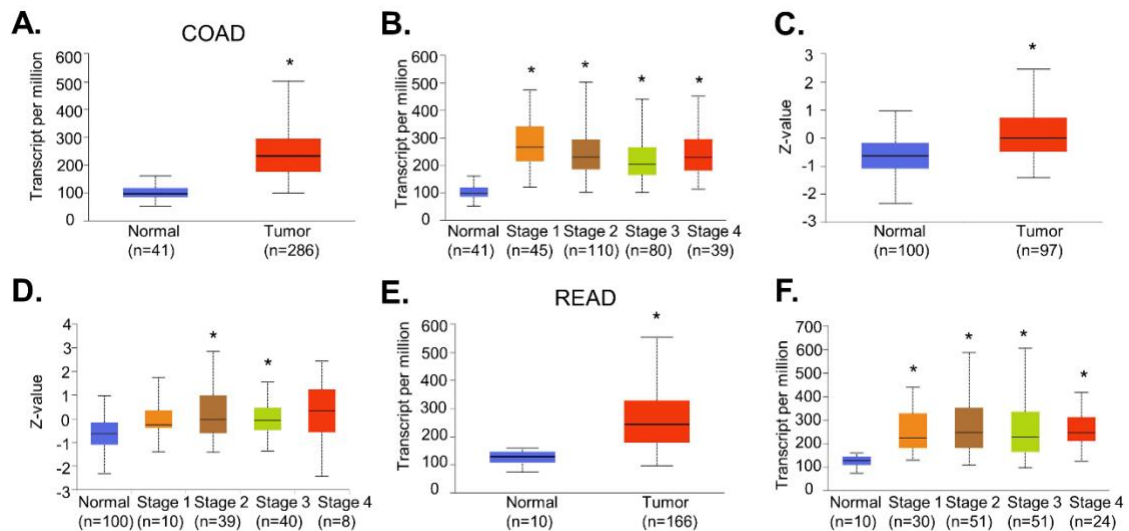 A.
COAD
Transcript per million
600
500
400
300
200
100
0
*
Normal
(n=41)
Tumor
(n=286)
B.
Transcript per million
600
500
400
300
200
100
0
* * * *
Normal Stage 1 Stage 2 Stage 3 Stage 4
(n=41) (n=45) (n=110) (n=80) (n=39)
C.
Z-value
3
2
1
0
-1
-2
-3
*
Normal
(n=100)
Tumor
(n=97)
D.
Z-value
4
3
2
1
0
-1
-2
-3
* *
Normal Stage 1 Stage 2 Stage 3 Stage 4
(n=100) (n=10) (n=39) (n=40) (n=8)
E.
READ
Transcript per million
600
500
400
300
200
100
0
*
Normal
(n=10)
Tumor
(n=166)
F.
Transcript per million
700
600
500
400
300
200
100
0
* * * *
Normal Stage 1 Stage 2 Stage 3 Stage 4
(n=10) (n=30) (n=51) (n=51) (n=24)